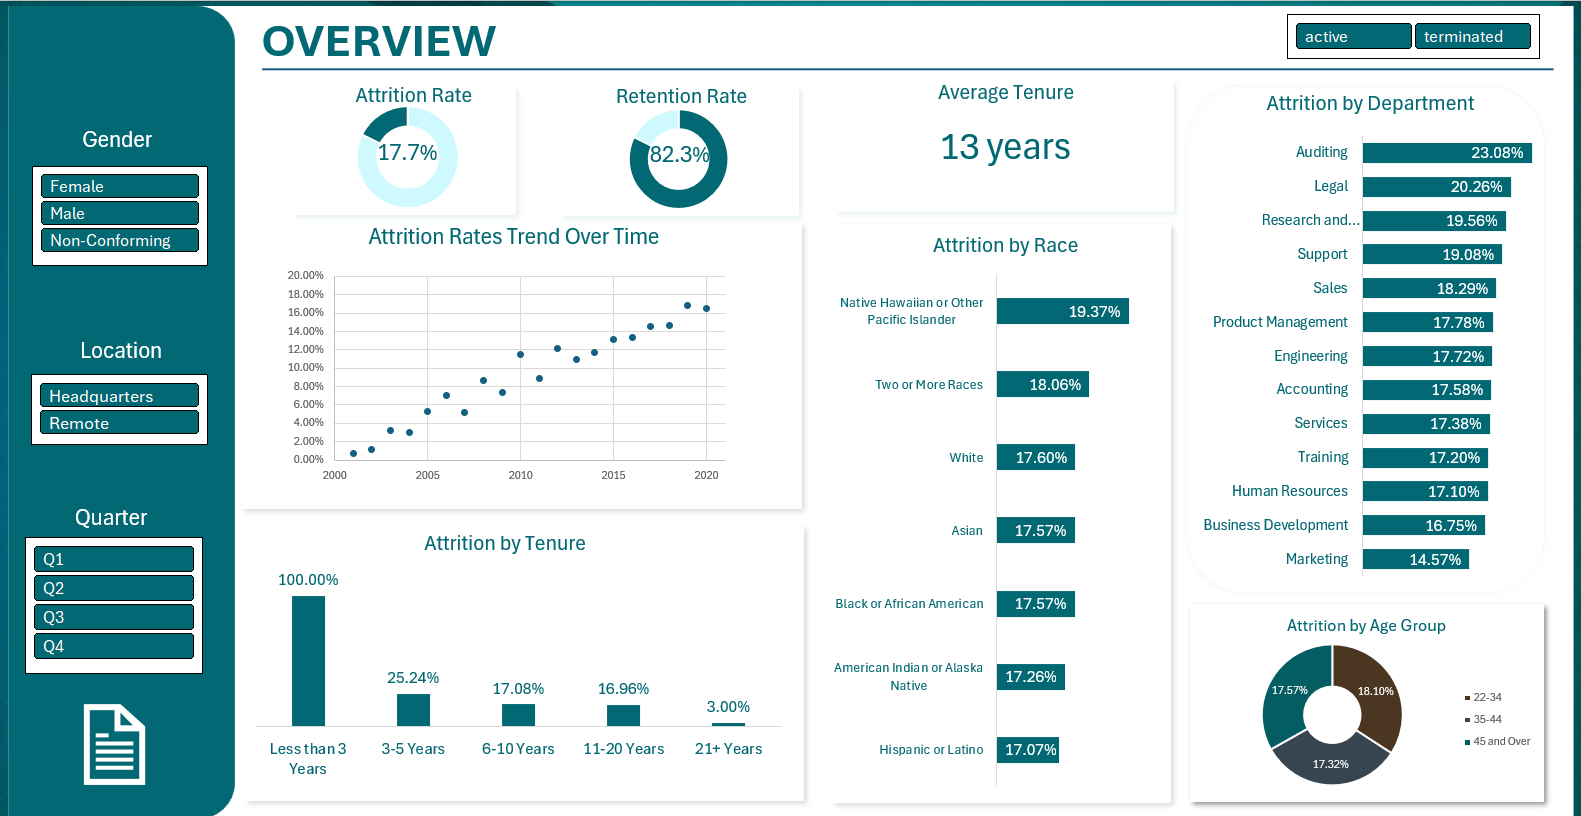 OVERVIEW
active
terminated
Gender
Female
Male
Non-Conforming
Location
Headquarters
Remote
Quarter
Q1
Q2
Q3
Q4
Attrition Rate
17.7%
Retention Rate
82.3%
Average Tenure
13 years
Attrition Rates Trend Over Time
20.00%
18.00%
16.00%
14.00%
12.00%
10.00%
8.00%
6.00%
4.00%
2.00%
0.00%
2000
2005
2010
2015
2020
Attrition by Tenure
100.00%
25.24%
17.08%
16.96%
3.00%
Less than 3
Years
3-5 Years
6-10 Years
11-20 Years
21+ Years
Attrition by Race
Native Hawaiian or Other
Pacific Islander
19.37%
Two or More Races
18.06%
White
17.60%
Asian
17.57%
Black or African American
17.57%
American Indian or Alaska
Native
17.26%
Hispanic or Latino
17.07%
Attrition by Department
Auditing
23.08%
Legal
20.26%
Research and...
19.56%
Support
19.08%
Sales
18.29%
Product Management
17.78%
Engineering
17.72%
Accounting
17.58%
Services
17.38%
Training
17.20%
Human Resources
17.10%
Business Development
16.75%
Marketing
14.57%
Attrition by Age Group
17.57%
18.10%
17.32%
22-34
35-44
45 and Over